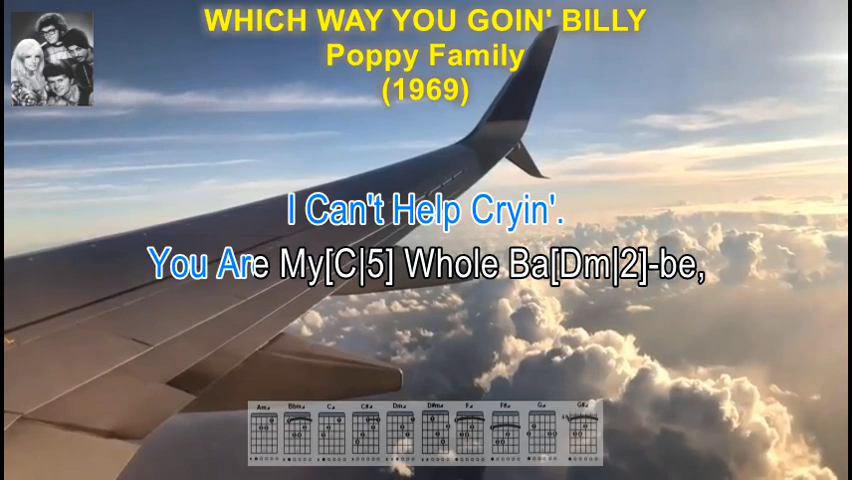 WHICH WAY YOU GOIN' BILLY
Poppy Family
(1969)
I Can't Help Cryin'.
You Are My[C|5] Whole Ba[Dm|2]-be,